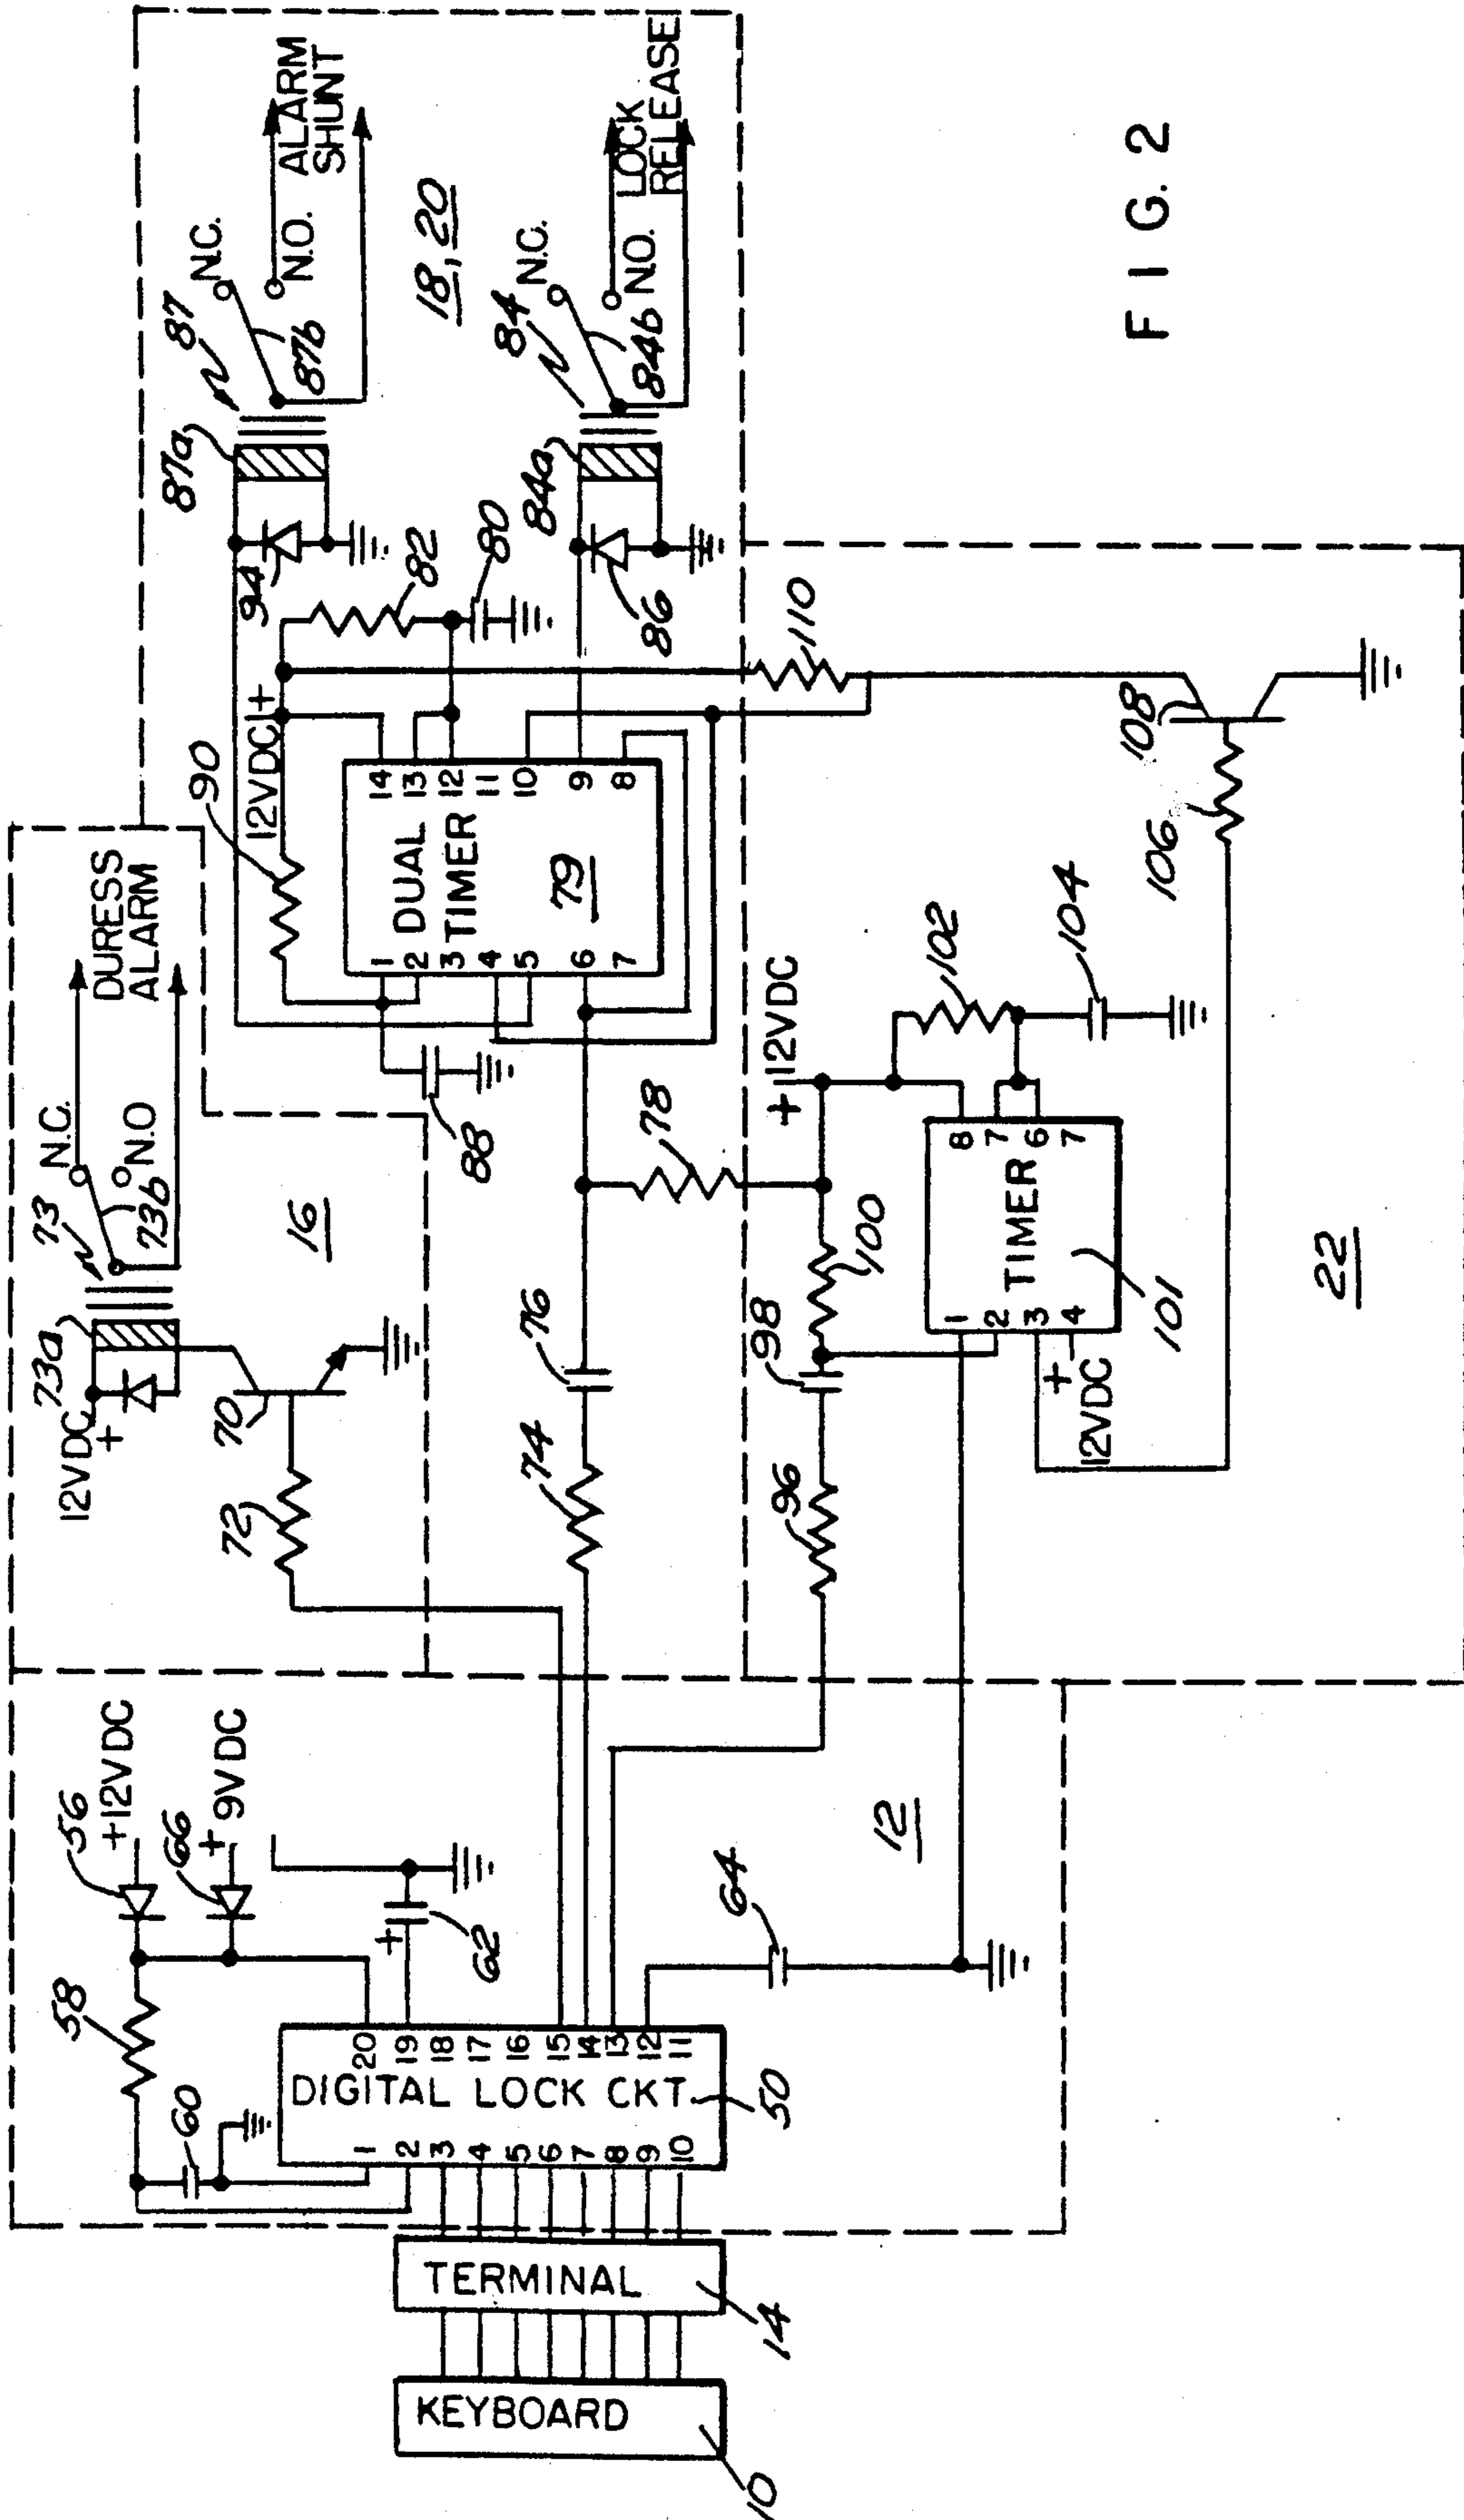 KEYBOARD
10
TERMINAL
14
60
58
56
+12VDC
66
+
9VDC
1
2
3
4
5
6
7
8
9
10
DIGITAL LOCK CKT.
20
19
18
17
16
15
14
13
12
11
50
+
62
64
12
72
70
12VDC
+
73a
73
N.C.
N.O
73b
DURESS
ALARM
16
74
76
78
88
90
12VDC
+
1
2
3
4
5
6
7
DUAL
TIMER
79
14
13
12
11
10
9
8
82
80
94
87a
87
N.C.
N.O.
87b
ALARM
SHUNT
18, 20
86
84a
84
N.C.
N.O.
84b
LOCK
RELEASE
96
98
100
+
12VDC
1
2
3
4
TIMER
8
7
6
7
+
12VDC
101
102
104
106
108
110
22
FIG. 2